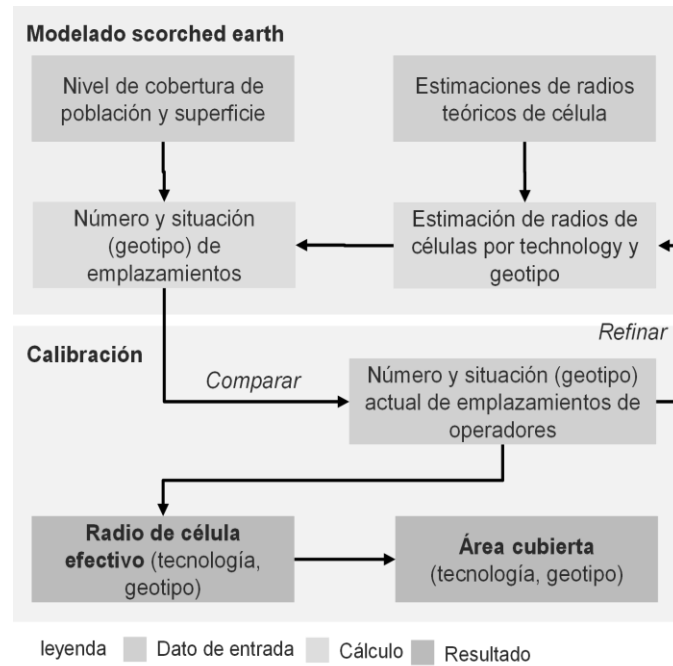 Modelado scorched earth
Nivel de cobertura de
población y superficie
Estimaciones de radios
teóricos de célula
Número y situación
(geotipo) de
emplazamientos
Estimación de radios de
células por technology y
geotipo
Refinar
Calibración
Comparar
Número y situación (geotipo)
actual de emplazamientos de
operadores
Radio de célula
efectivo (tecnología,
geotipo)
Área cubierta
(tecnología, geotipo)
leyenda Dato de entrada Cálculo Resultado